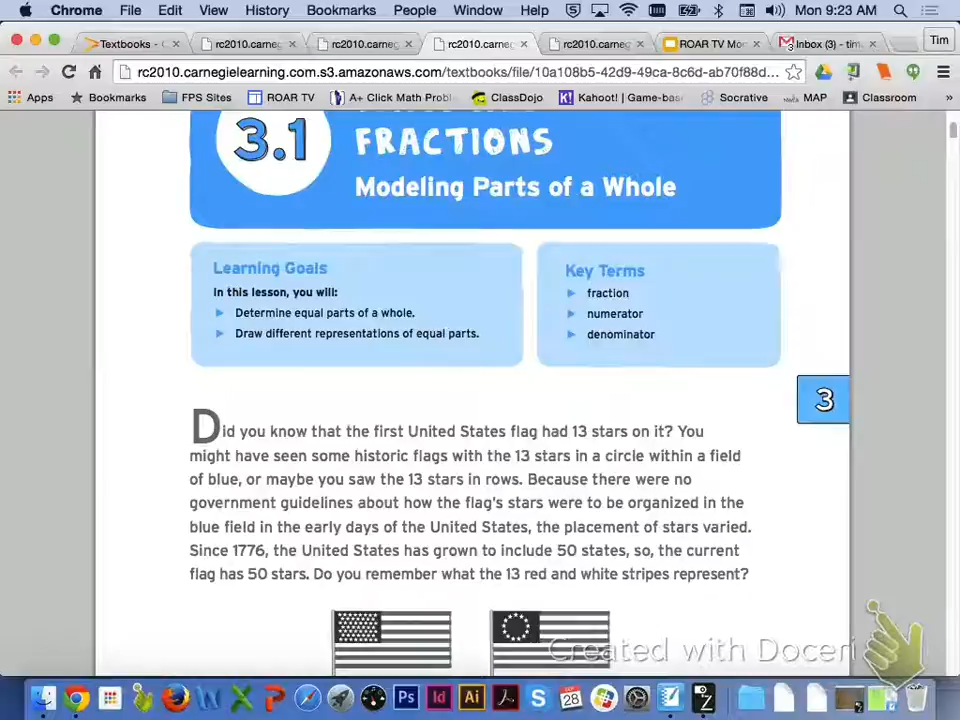 Chrome File Edit View History Bookmarks People Window Help Mon 9:23 AM
Textbooks - C rc2010.carneg rc2010.carneg rc2010.carneg rc2010.carneg ROAR TV Mor Inbox (3) - tim. Tim
rc2010.carnegielearning.com.s3.amazonaws.com/textbooks/file/10a108b5-42d9-49ca-8c6d-ab70f88d...
Apps Bookmarks FPS Sites ROAR TV A+ Click Math Probl ClassDojo Kahoot! | Game-bas Socrative MAP Classroom »
3.1
FRACTIONS
Modeling Parts of a Whole
Learning Goals
In this lesson, you will:
Determine equal parts of a whole.
Draw different representations of equal parts.
Key Terms
fraction
numerator
denominator
3
Did you know that the first United States flag had 13 stars on it? You
might have seen some historic flags with the 13 stars in a circle within a field
of blue, or maybe you saw the 13 stars in rows. Because there were no
government guidelines about how the flag's stars were to be organized in the
blue field in the early days of the United States, the placement of stars varied.
Since 1776, the United States has grown to include 50 states, so, the current
flag has 50 stars. Do you remember what the 13 red and white stripes represent?
Created with Doceri
Ps Id Ai S SEP 28 Z